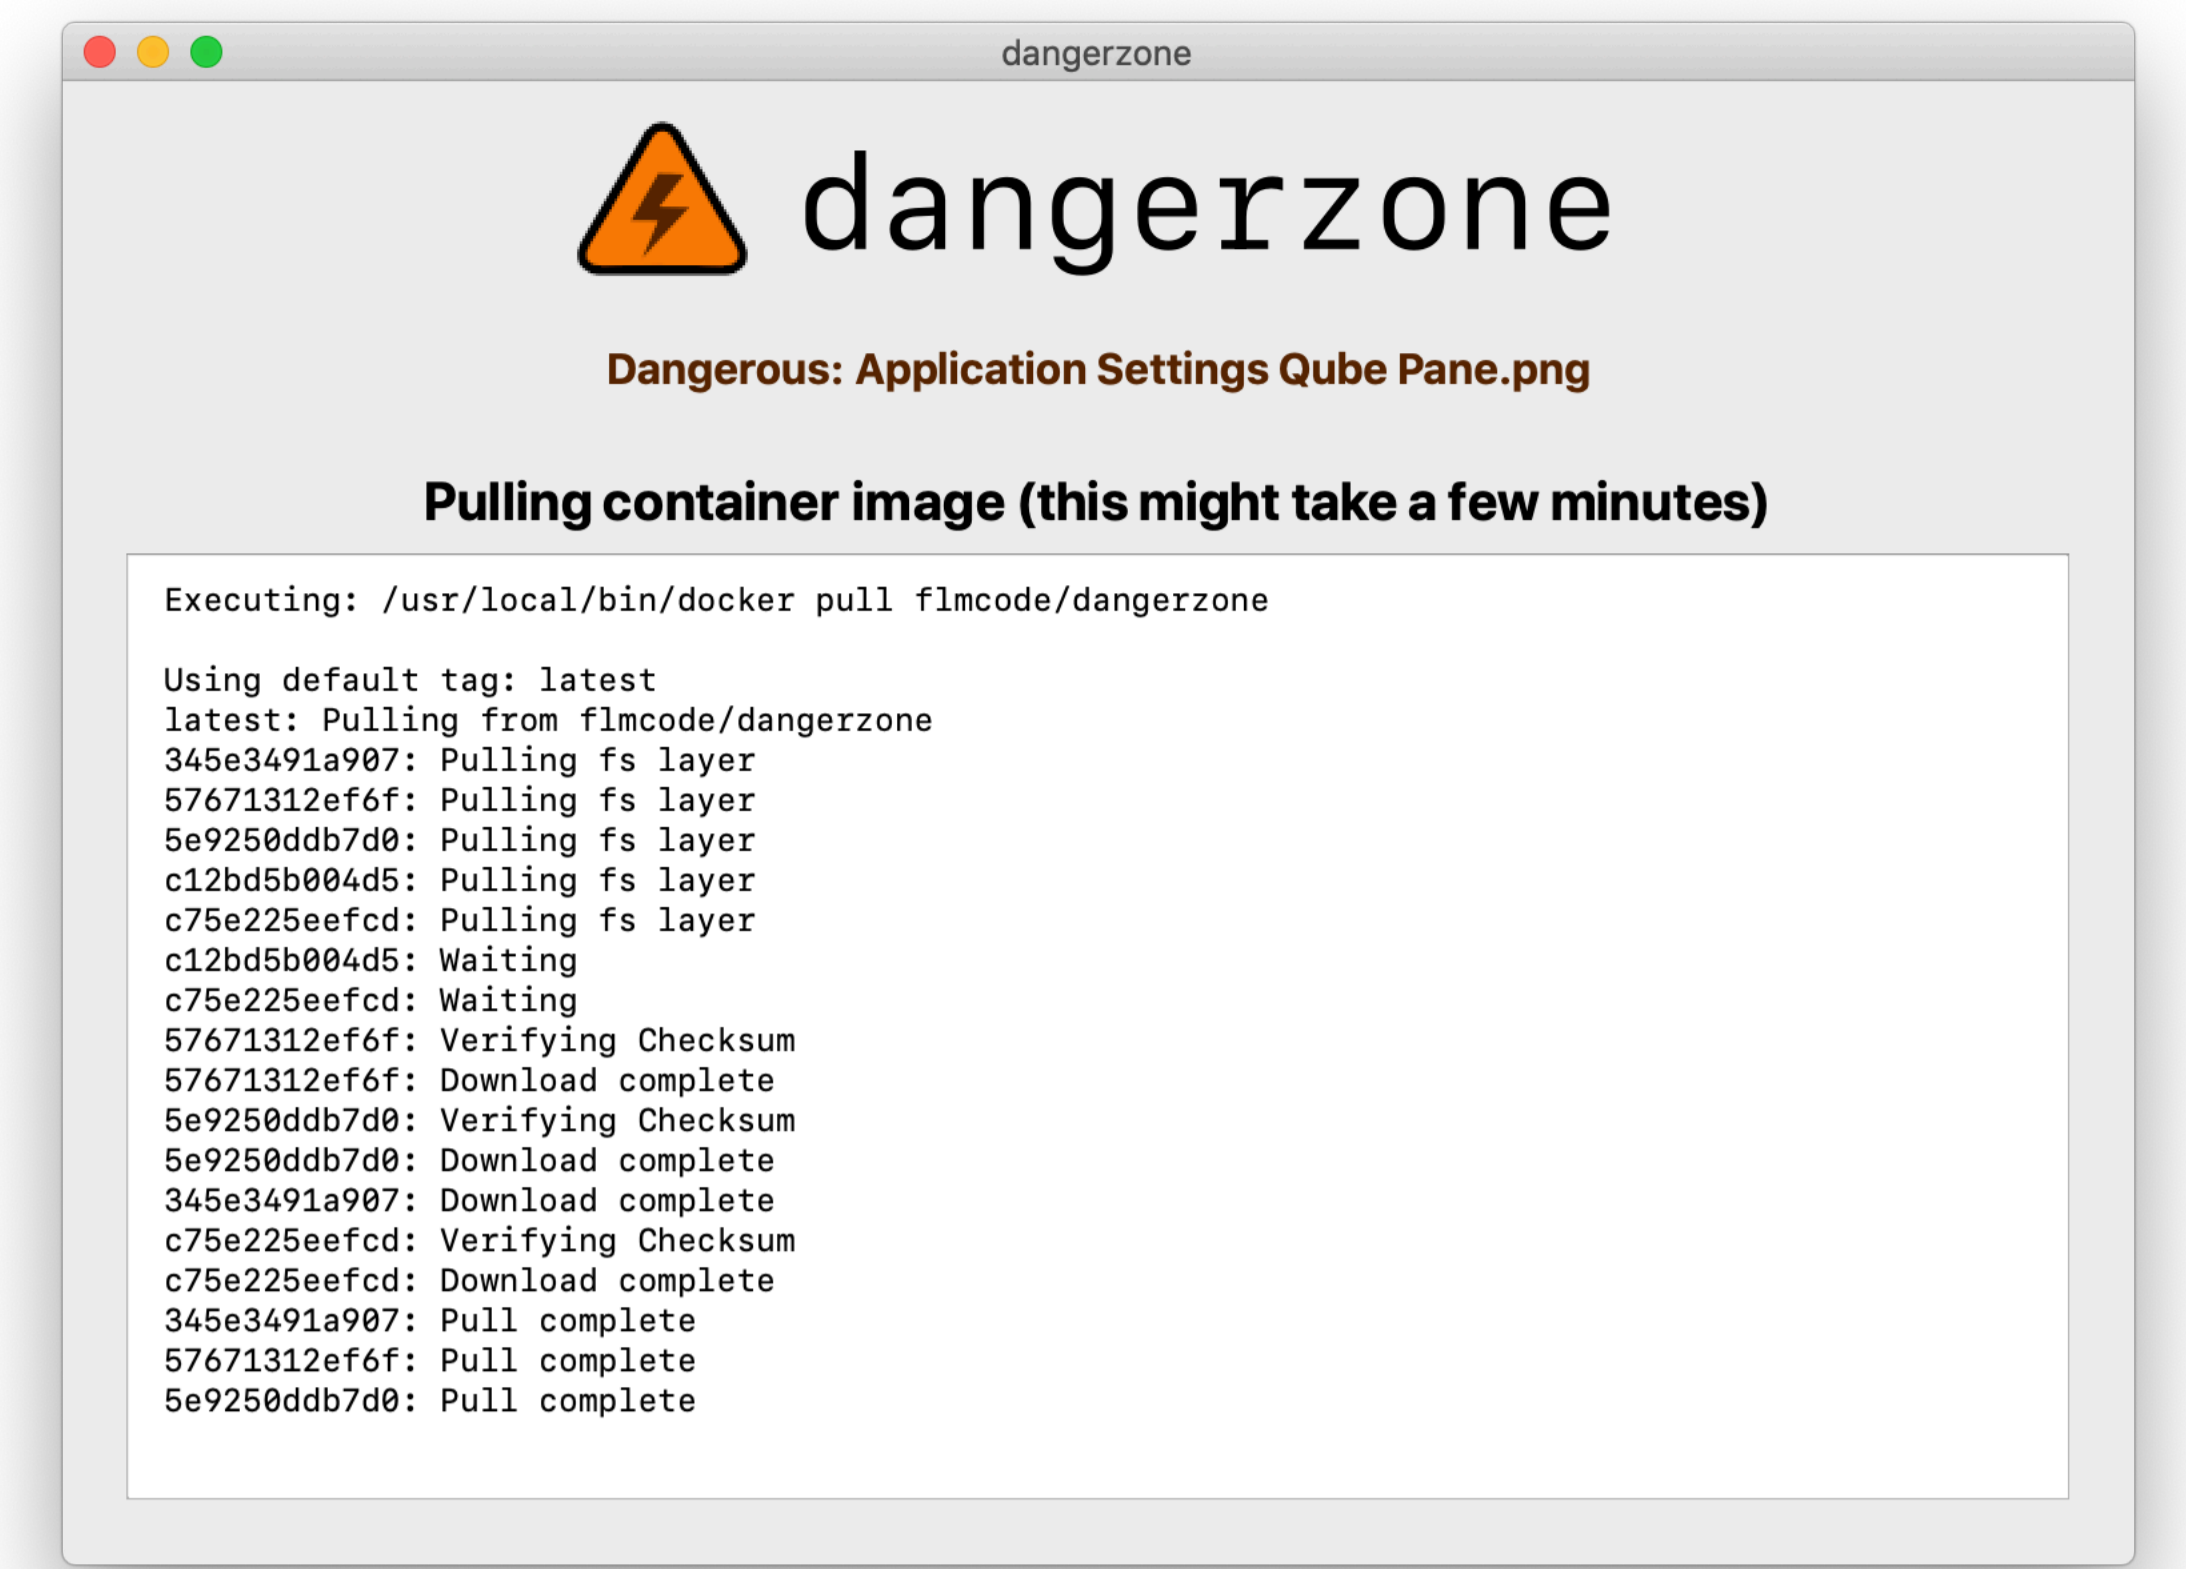 dangerzone
dangerzone
Dangerous: Application Settings Qube Pane.png
Pulling container image (this might take a few minutes)
Executing: /usr/local/bin/docker pull flmcode/dangerzone
Using default tag: latest
latest: Pulling from flmcode/dangerzone
345e3491a907: Pulling fs layer
57671312ef6f: Pulling fs layer
5e9250ddb7d0: Pulling fs layer
c12bd5b004d5: Pulling fs layer
c75e225eefcd: Pulling fs layer
c12bd5b004d5: Waiting
c75e225eefcd: Waiting
57671312ef6f: Verifying Checksum
57671312ef6f: Download complete
5e9250ddb7d0: Verifying Checksum
5e9250ddb7d0: Download complete
345e3491a907: Download complete
c75e225eefcd: Verifying Checksum
c75e225eefcd: Download complete
345e3491a907: Pull complete
57671312ef6f: Pull complete
5e9250ddb7d0: Pull complete